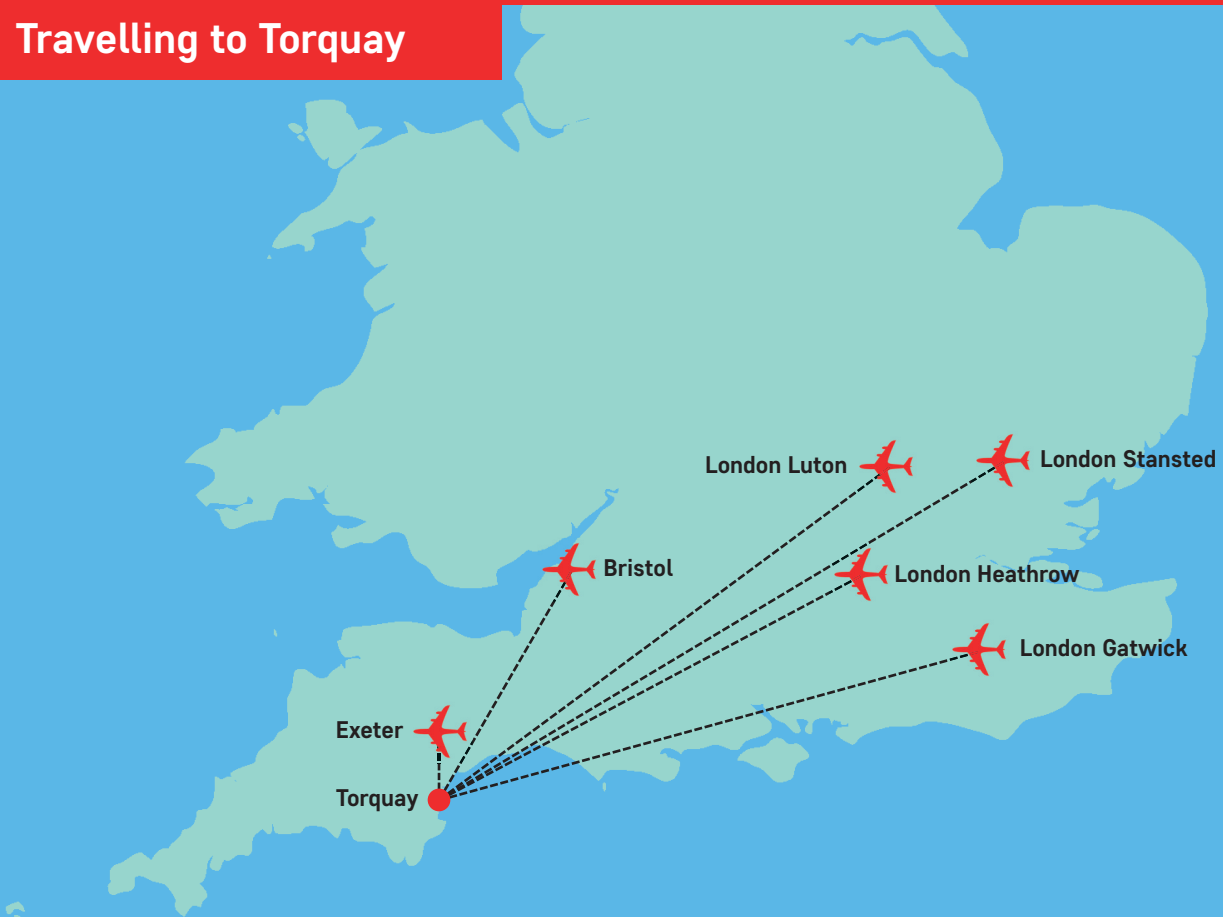 Travelling to Torquay
London Luton
London Stansted
Bristol
London Heathrow
London Gatwick
Exeter
Torquay